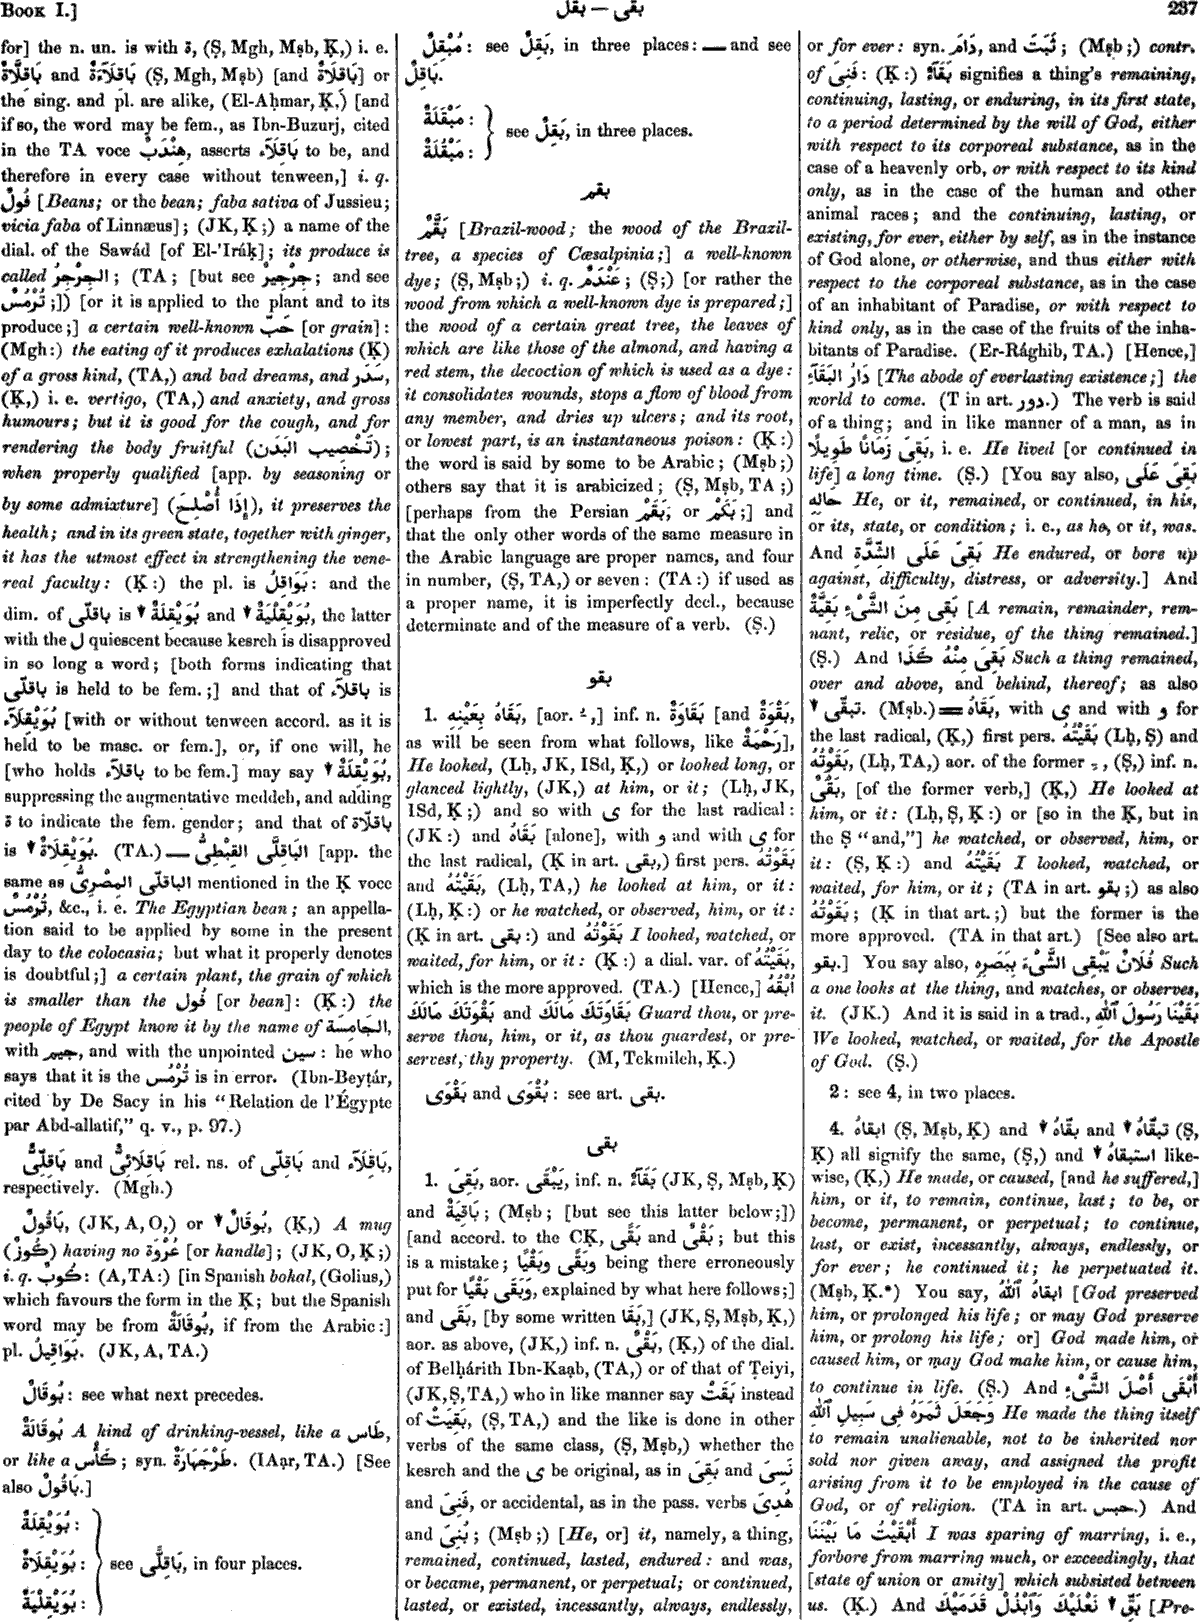 BOOK I.]
بقى — بقل
237
for] the n. un. is with ة, (Ṣ, Mgh, Mṣb, Ḳ,) i. e.
بَاقِلَّاةٌ and بَاقِلَآءَةٌ (Ṣ, Mgh, Mṣb) [and بَاقِلَاةٌ] or
the sing. and pl. are alike, (El-Aḥmar, Ḳ,) [and
if so, the word may be fem., as Ibn-Buzurj, cited
in the TA voce هِنْدَبٌ, asserts بَاقِلَآء to be, and
therefore in every case without tenween,] i. q.
فُولٌ [Beans; or the bean; faba sativa of Jussieu;
vicia faba of Linnæus]; (JK, Ḳ;) a name of the
dial. of the Sawád [of El-'Iráḳ]; its produce is
called الجِرْجِرُ; (TA; [but see جِرْجِيرٌ; and see
تُرْمُسٌ;]) [or it is applied to the plant and to its
produce;] a certain well-known حَبّ [or grain]:
(Mgh:) the eating of it produces exhalations (Ḳ)
of a gross kind, (TA,) and bad dreams, and سَدَر,
(Ḳ,) i. e. vertigo, (TA,) and anxiety, and gross
humours; but it is good for the cough, and for
rendering the body fruitful (تَخْصِيب البَدَن);
when properly qualified [app. by seasoning or
by some admixture] (إِذَا أُصْلِحَ), it preserves the
health; and in its green state, together with ginger,
it has the utmost effect in strengthening the vene-
real faculty: (Ḳ:) the pl. is بَوَاقِلُ: and the
dim. of باقلّى is بُوَيْقِلَةٌ and بُوَيْقِلْيَةٌ, the latter
with the ل quiescent because kesreh is disapproved
in so long a word; [both forms indicating that
باقلّى is held to be fem.;] and that of باقلآء is
بُوَيْقِلَآء [with or without tenween accord. as it is
held to be masc. or fem.], or, if one will, he
[who holds باقلآء to be fem.] may say بُوَيْقِلَةٌ,
suppressing the augmentative meddeh, and adding
ة to indicate the fem. gender; and that of باقلّاة
is بُوَيْقِلَاةٌ. (TA.) — البَاقِلَّى القِبْطِىُّ [app. the
same as الباقلّى المِصْرِىُّ mentioned in the Ḳ voce
تُرْمُسٌ, &c., i. e. The Egyptian bean; an appella-
tion said to be applied by some in the present
day to the colocasia; but what it properly denotes
is doubtful;] a certain plant, the grain of which
is smaller than the فُول [or bean]: (Ḳ:) the
people of Egypt know it by the name of الجَامِسَة,
with جيم, and with the unpointed سين: he who
says that it is the تُرْمُس is in error. (Ibn-Beyṭár,
cited by De Sacy in his "Relation de l'Égypte
par Abd-allatif," q. v., p. 97.)
بَاقِلِّىٌّ and بَاقِلَائِىٌّ rel. ns. of بَاقِلَّى and بَاقِلَآء,
respectively. (Mgh.)
بَاقُولٌ, (JK, A, O,) or بُوقَالٌ, (Ḳ,) A mug
(كُوزٌ) having no عُرْوَة [or handle]; (JK, O, Ḳ;)
i. q. كُوبٌ: (A, TA:) [in Spanish bokal, (Golius,)
which favours the form in the Ḳ; but the Spanish
word may be from بُوقَالَةٌ, if from the Arabic:]
pl. بَوَاقِيلُ. (JK, A, TA.)
بُوقَالٌ: see what next precedes.
بُوقَالَةٌ A kind of drinking-vessel, like a طَاس,
or like a كَأْس; syn. طَرْجَهَارَةٌ. (IAạr, TA.) [See
also بَاقُولٌ.]
بُوَيْقِلَةٌ:
بُوَيْقِلَاةٌ: see بَاقِلَّى, in four places.
بُوَيْقِلْيَةٌ:
مُبْقِلٌ: see بَقِلٌ, in three places: — and see
بَاقِلٌ.
مَبْقَلَةٌ:
see بَقِلٌ, in three places.
مَبْقُلَةٌ:
بقم
بَقَّمٌ [Brazil-wood; the wood of the Brazil-
tree, a species of Cæsalpinia;] a well-known
dye; (Ṣ, Mṣb;) i. q. عَنْدَمٌ; (Ṣ;) [or rather the
wood from which a well-known dye is prepared;]
the wood of a certain great tree, the leaves of
which are like those of the almond, and having a
red stem, the decoction of which is used as a dye:
it consolidates wounds, stops a flow of blood from
any member, and dries up ulcers; and its root,
or lowest part, is an instantaneous poison: (Ḳ:)
the word is said by some to be Arabic; (Mṣb;)
others say that it is arabicized; (Ṣ, Mṣb, TA;)
[perhaps from the Persian بَقَمْ, or بَكَمْ;] and
that the only other words of the same measure in
the Arabic language are proper names, and four
in number, (Ṣ, TA,) or seven: (TA:) if used as
a proper name, it is imperfectly decl., because
determinate and of the measure of a verb. (Ṣ.)
بقو
1. بَقَاهُ بِعَيْنِهِ, [aor. ـُ,] inf. n. بَقَاوَةٌ [and بَقْوَةٌ,
as will be seen from what follows, like رَحْمَةٌ],
He looked, (Lḥ, JK, ISd, Ḳ,) or looked long, or
glanced lightly, (JK,) at him, or it; (Lḥ, JK,
ISd, Ḳ;) and so with ى for the last radical:
(JK:) and بَقَاهُ [alone], with و and with ى for
the last radical, (Ḳ in art. بقى,) first pers. بَقَوْتُهُ
and بَقَيْتُهُ, (Lḥ, TA,) he looked at him, or it:
(Lḥ, Ḳ:) or he watched, or observed, him, or it:
(Ḳ in art. بقى:) and بَقَوْتُهُ I looked, watched, or
waited, for him, or it: (Ḳ:) a dial. var. of بَقَيْتُهُ,
which is the more approved. (TA.) [Hence,] اُبْقُهْ
بَقْوَتَكَ مَالَكَ and بَقَاوَتَكَ مَالَكَ Guard thou, or pre-
serve thou, him, or it, as thou guardest, or pre-
servest, thy property. (M, Tekmileh, Ḳ.)
بَقْوَى and بُقْوَى: see art. بقى.
بقى
1. بَقِىَ, aor. يَبْقَى, inf. n. بَقَآءٌ (JK, Ṣ, Mṣb, Ḳ)
and بَاقِيَةٌ; (Mṣb; [but see this latter below;])
[and accord. to the CḲ, بَقًى and بَقْىٌ; but this
is a mistake; وبَقًى وبَقْيًا being there erroneously
put for وَبَقَى بَقْيًا, explained by what here follows;]
and بَقَى, [by some written بَقَا,] (JK, Ṣ, Mṣb, Ḳ,)
aor. as above, (JK,) inf. n. بَقْىٌ, (Ḳ,) of the dial.
of Belḥárith Ibn-Kaạb, (TA,) or of that of Ṭeiyi,
(JK, Ṣ, TA,) who in like manner say بَقَتْ instead
of بَقِيَتْ, (Ṣ, TA,) and the like is done in other
verbs of the same class, (Ṣ, Mṣb,) whether the
kesreh and the ى be original, as in بَقِىَ and نَسِىَ
and فَنِىَ, or accidental, as in the pass. verbs هُدِىَ
and بُنِىَ; (Mṣb;) [He, or] it, namely, a thing,
remained, continued, lasted, endured: and was,
or became, permanent, or perpetual; or continued,
lasted, or existed, incessantly, always, endlessly,
or for ever: syn. دَامَ, and ثَبَتَ; (Mṣb;) contr.
of فَنِىَ: (Ḳ:) بَقَآءٌ signifies a thing's remaining,
continuing, lasting, or enduring, in its first state,
to a period determined by the will of God, either
with respect to its corporeal substance, as in the
case of a heavenly orb, or with respect to its kind
only, as in the case of the human and other
animal races; and the continuing, lasting, or
existing, for ever, either by self, as in the instance
of God alone, or otherwise, and thus either with
respect to the corporeal substance, as in the case
of an inhabitant of Paradise, or with respect to
kind only, as in the case of the fruits of the inha-
bitants of Paradise. (Er-Rághib, TA.) [Hence,]
دَارُ البَقَآءِ [The abode of everlasting existence;] the
world to come. (T in art. دور.) The verb is said
of a thing; and in like manner of a man, as in
بَقِىَ زَمَانًا طَوِيلًا, i. e. He lived [or continued in
life] a long time. (Ṣ.) [You say also, بَقِىَ عَلَى
حَالِهِ He, or it, remained, or continued, in his,
or its, state, or condition; i. e., as he, or it, was.
And بَقِىَ عَلَى الشِّدَّةِ He endured, or bore up
against, difficulty, distress, or adversity.] And
بَقِى مِنَ الشَّىْءِ بَقِيَّةٌ [A remain, remainder, rem-
nant, relic, or residue, of the thing remained.]
(Ṣ.) And بَقِىَ مِنْهُ كَذَا Such a thing remained,
over and above, and behind, thereof; as also
تبقّى. (Mṣb.) = بَقَاهُ, with ى and with و for
the last radical, (Ḳ,) first pers. بَقَيْتُهُ (Lḥ, Ṣ) and
بَقَوْتُهُ, (Lḥ, TA,) aor. of the former ـِ, (Ṣ,) inf. n.
بَقْىٌ, [of the former verb,] (Ḳ,) He looked at
him, or it: (Lḥ, Ṣ, Ḳ:) or [so in the Ḳ, but in
the Ṣ "and,"] he watched, or observed, him, or
it: (Ṣ, Ḳ:) and بَقَيْتُهُ I looked, watched, or
waited, for him, or it; (TA in art. بقو;) as also
بَقَوْتُهُ; (Ḳ in that art.;) but the former is the
more approved. (TA in that art.) [See also art.
بقو.] You say also, فُلَانٌ يَبْقِى الشَّىْءَ بِبَصَرِهِ Such
a one looks at the thing, and watches, or observes,
it. (JK.) And it is said in a trad., بَقَيْنَا رَسُولَ ٱللّٰهِ
We looked, watched, or waited, for the Apostle
of God. (Ṣ.)
2: see 4, in two places.
4. ابقاهُ (Ṣ, Mṣb, Ḳ) and بقّاهُ and تبقّاهُ (Ṣ,
Ḳ) all signify the same, (Ṣ,) and استبقاهُ like-
wise, (Ḳ,) He made, or caused, [and he suffered,]
him, or it, to remain, continue, last; to be, or
become, permanent, or perpetual; to continue,
last, or exist, incessantly, always, endlessly, or
for ever; he continued it; he perpetuated it.
(Mṣb, Ḳ.*) You say, ابقاهُ ٱللّٰهُ [God preserved
him, or prolonged his life; or may God preserve
him, or prolong his life; or] God made him, or
caused him, or may God make him, or cause him,
to continue in life. (Ṣ.) And أَبْقَى أَصْلَ الشَّىْءِ
وَجَعَلَ ثَمَرَهُ فِى سَبِيلِ ٱللّٰهِ He made the thing itself
to remain unalienable, not to be inherited nor
sold nor given away, and assigned the profit
arising from it to be employed in the cause of
God, or of religion. (TA in art. حبس.) And
أَبْقَيْتُ مَا بَيْنَنَا I was sparing of marring, i. e.,
forbore from marring much, or exceedingly, that
[state of union or amity] which subsisted between
us. (Ḳ.) And بَقِّ نَعْلَيْكَ وَٱبْذُلْ قَدَمَيْكَ [Pre-